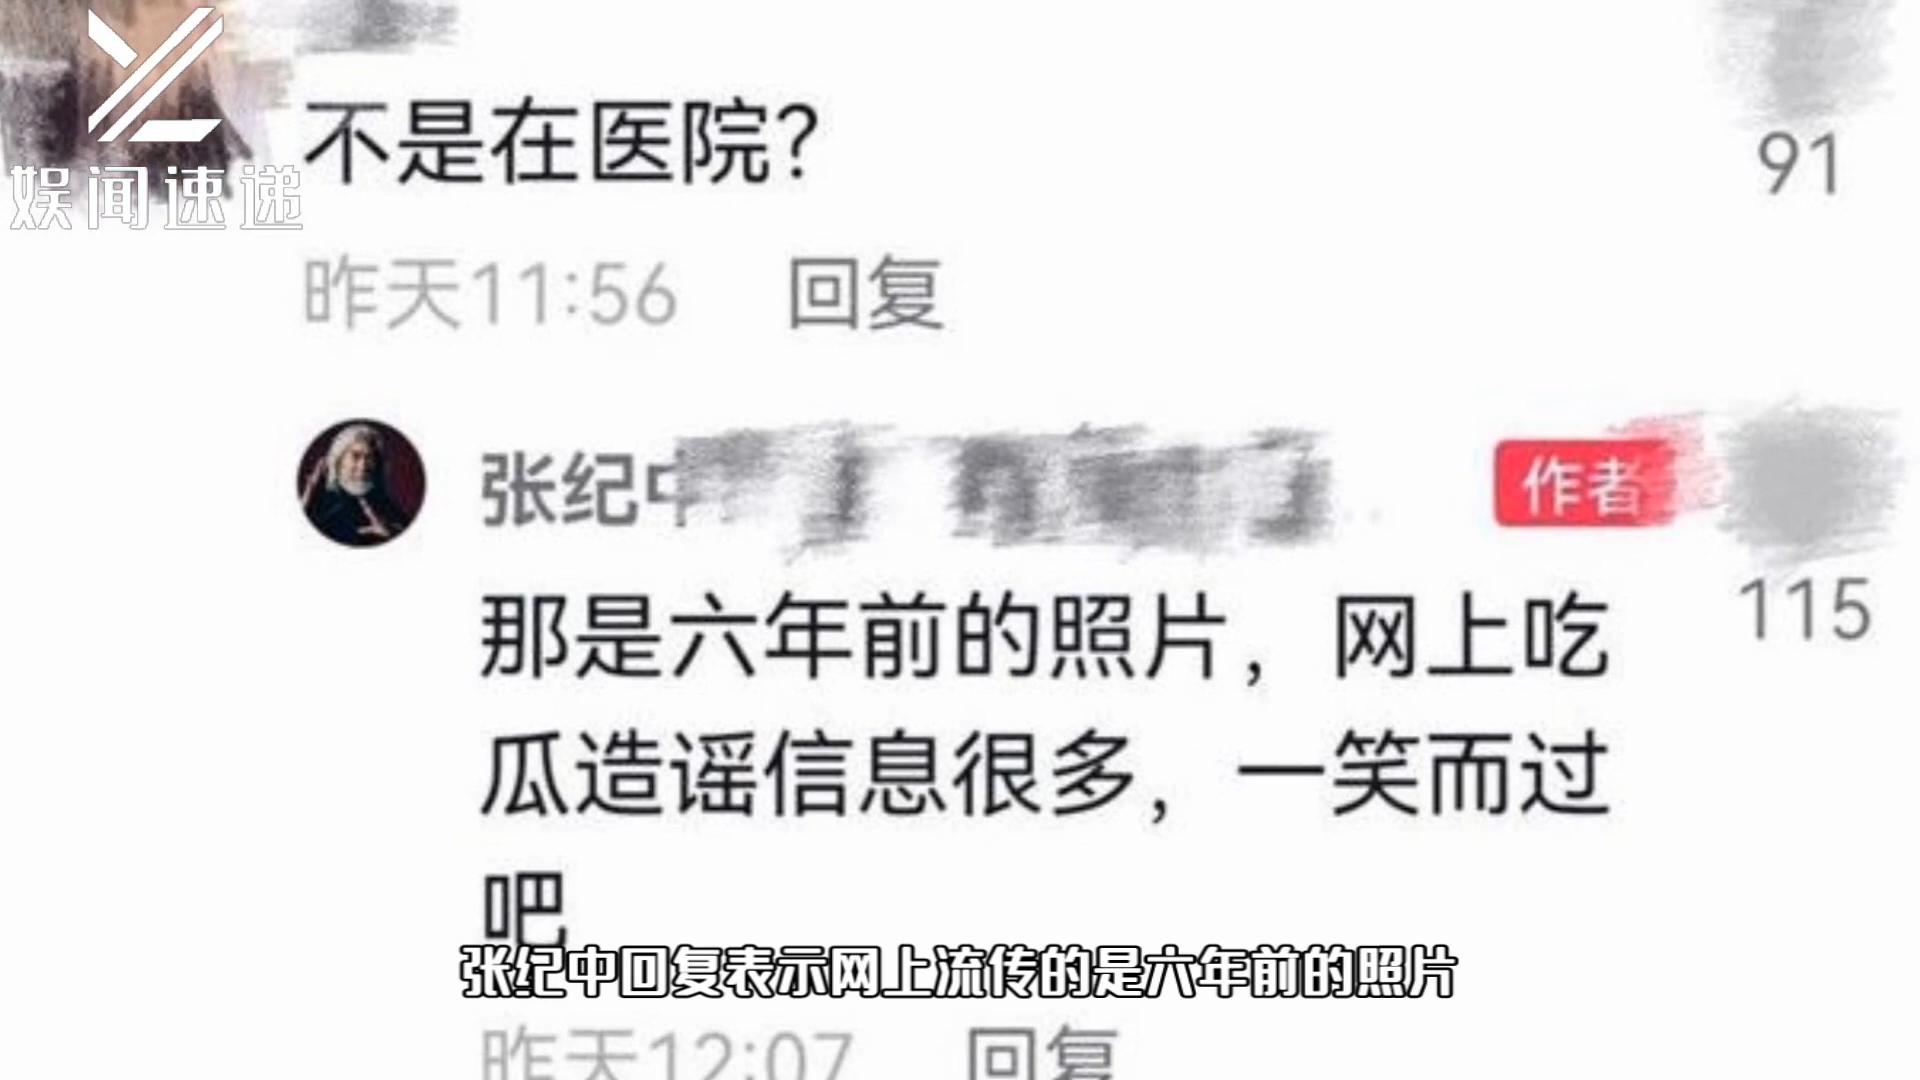 娱闻速递
不是在医院?
91
昨天11:56 回复
张纪中
作者
那是六年前的照片，网上吃
115
瓜造谣信息很多，一笑而过
吧
张纪中回复表示网上流传的是六年前的照片
昨天12:07 回复